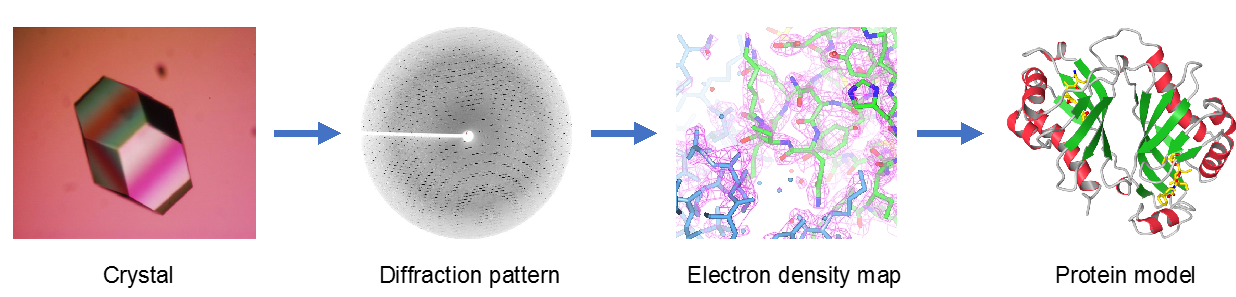 Crystal
Diffraction pattern
Electron density map
Protein model